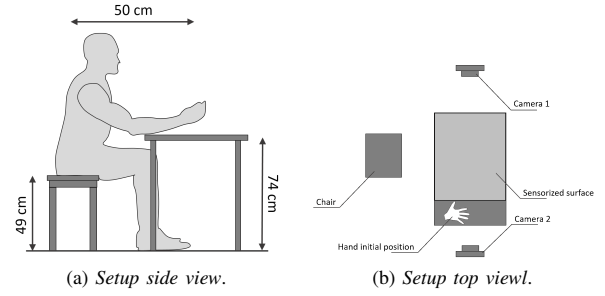 50 cm
49 cm
74 cm
Camera 1
Sensorized surface
Chair
Camera 2
Hand initial position
(a) Setup side view.
(b) Setup top viewl.